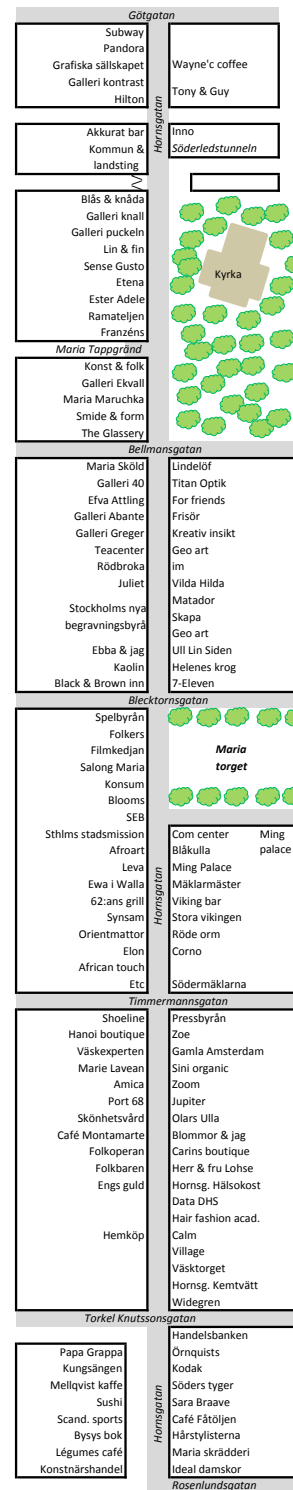 Götgatan
Subway
Pandora
Grafiska sällskapet
Galleri kontrast
Hilton
Wayne'c coffee
Tony & Guy
Hornsgatan
Akkurat bar
Kommun &
landsting
Inno
Söderledstunneln
Blås & knåda
Galleri knall
Galleri puckeln
Lin & fin
Sense Gusto
Etena
Ester Adele
Ramateljen
Franzéns
Kyrka
Maria Tappgränd
Konst & folk
Galleri Ekvall
Maria Maruchka
Smide & form
The Glassery
Bellmansgatan
Maria Sköld
Galleri 40
Efva Attling
Galleri Abante
Galleri Greger
Teacenter
Rödbroka
Juliet
Stockholms nya
begravningsbyrå
Ebba & jag
Kaolin
Black & Brown inn
Lindelöf
Titan Optik
For friends
Frisör
Kreativ insikt
Geo art
im
Vilda Hilda
Matador
Skapa
Geo art
Ull Lin Siden
Helenes krog
7-Eleven
Blecktornsgatan
Spelbyrån
Folkers
Filmkedjan
Salong Maria
Konsum
Blooms
SEB
Sthlms stadsmission
Afroart
Leva
Ewa i Walla
62:ans grill
Synsam
Orientmattor
Elon
African touch
Etc
Maria
torget
Hornsgatan
Com center
Blåkulla
Ming Palace
Mäklarmäster
Viking bar
Stora vikingen
Röde orm
Corno
Södermäklarna
Ming
palace
Timmermannsgatan
Shoeline
Hanoi boutique
Väskexperten
Marie Lavean
Amica
Port 68
Skönhetsvård
Café Montamarte
Folkoperan
Folkbaren
Engs guld
Hemköp
Pressbyrån
Zoe
Gamla Amsterdam
Sini organic
Zoom
Jupiter
Olars Ulla
Blommor & jag
Carins boutique
Herr & fru Lohse
Hornsg. Hälsokost
Data DHS
Hair fashion acad.
Calm
Village
Väsktorget
Hornsg. Kemtvätt
Widegren
Torkel Knutssonsgatan
Papa Grappa
Kungsängen
Mellqvist kaffe
Sushi
Scand. sports
Bysys bok
Légumes café
Konstnärshandel
Hornsgatan
Handelsbanken
Örnquists
Kodak
Söders tyger
Sara Braave
Café Fåtöljen
Hårstylisterna
Maria skrädderi
Ideal damskor
Rosenlundsgatan